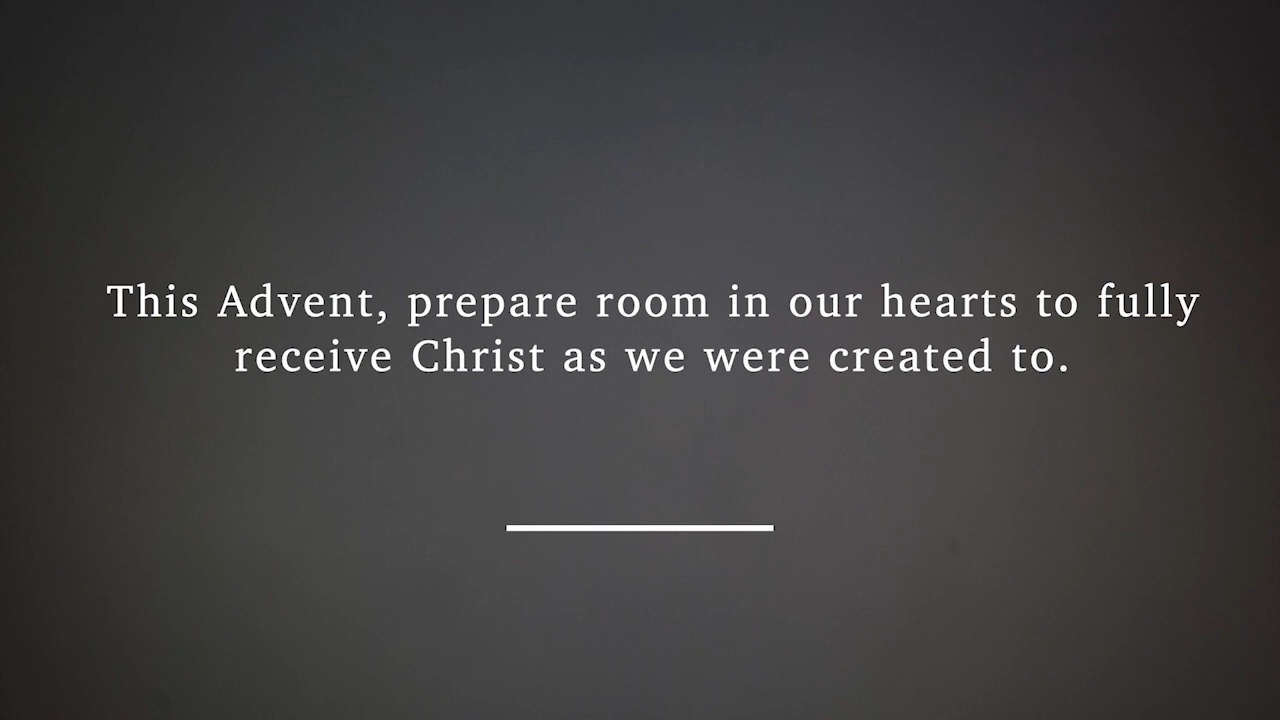 This Advent, prepare room in our hearts to fully
receive Christ as we were created to.